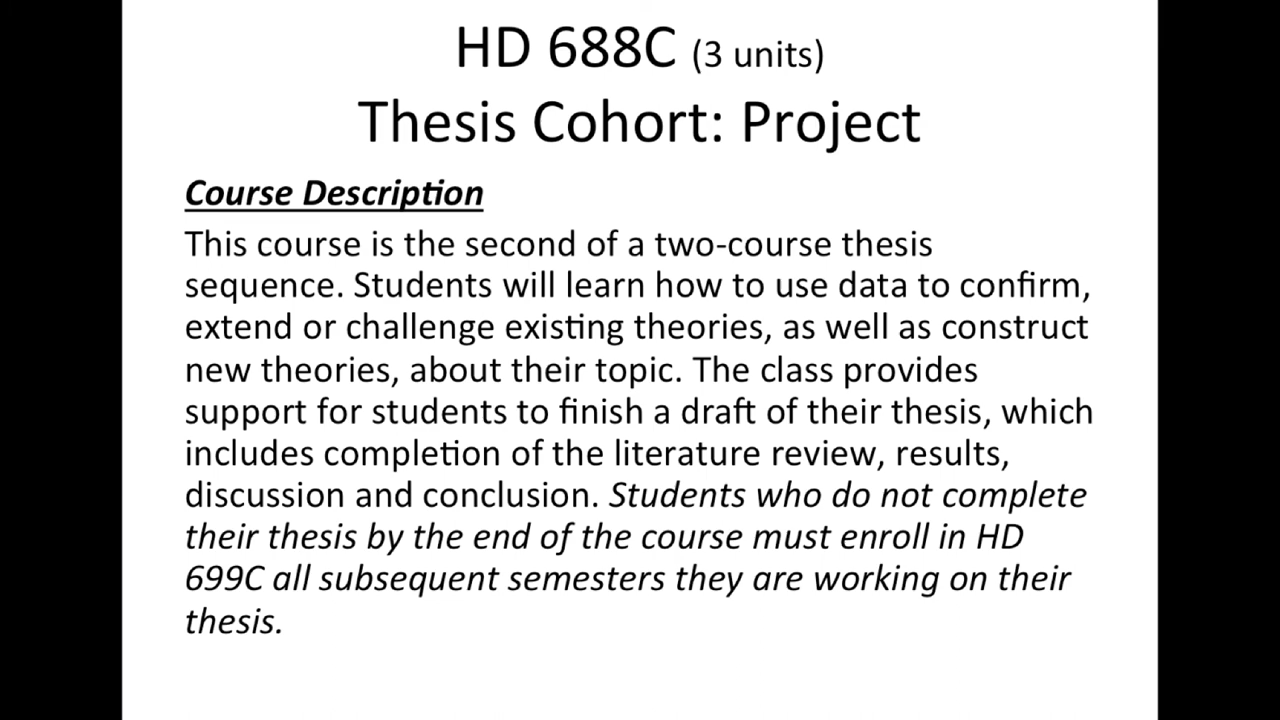 HD 688C (3 units)
Thesis Cohort: Project
Course Description
This course is the second of a two-course thesis
sequence. Students will learn how to use data to confirm,
extend or challenge existing theories, as well as construct
new theories, about their topic. The class provides
support for students to finish a draft of their thesis, which
includes completion of the literature review, results,
discussion and conclusion. Students who do not complete
their thesis by the end of the course must enroll in HD
699C all subsequent semesters they are working on their
thesis.